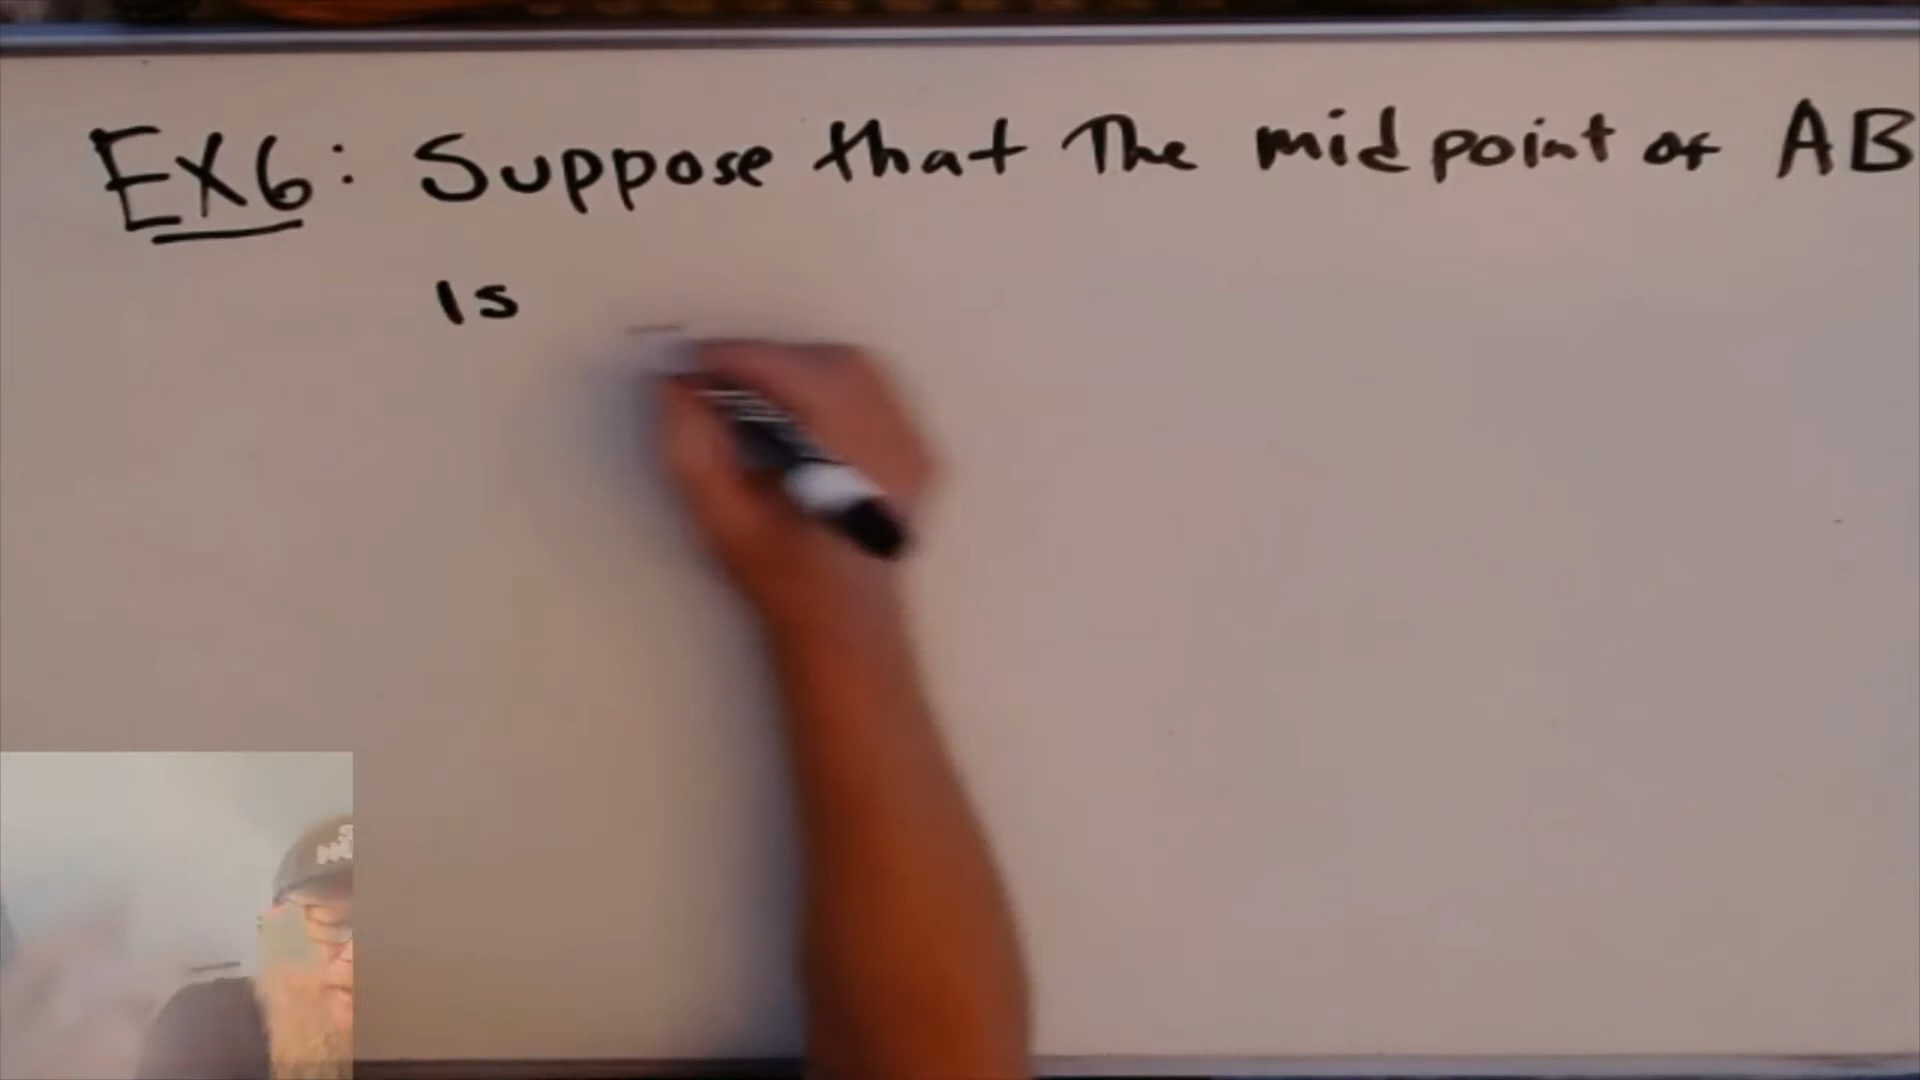 EX6: Suppose that The midpoint of AB
is